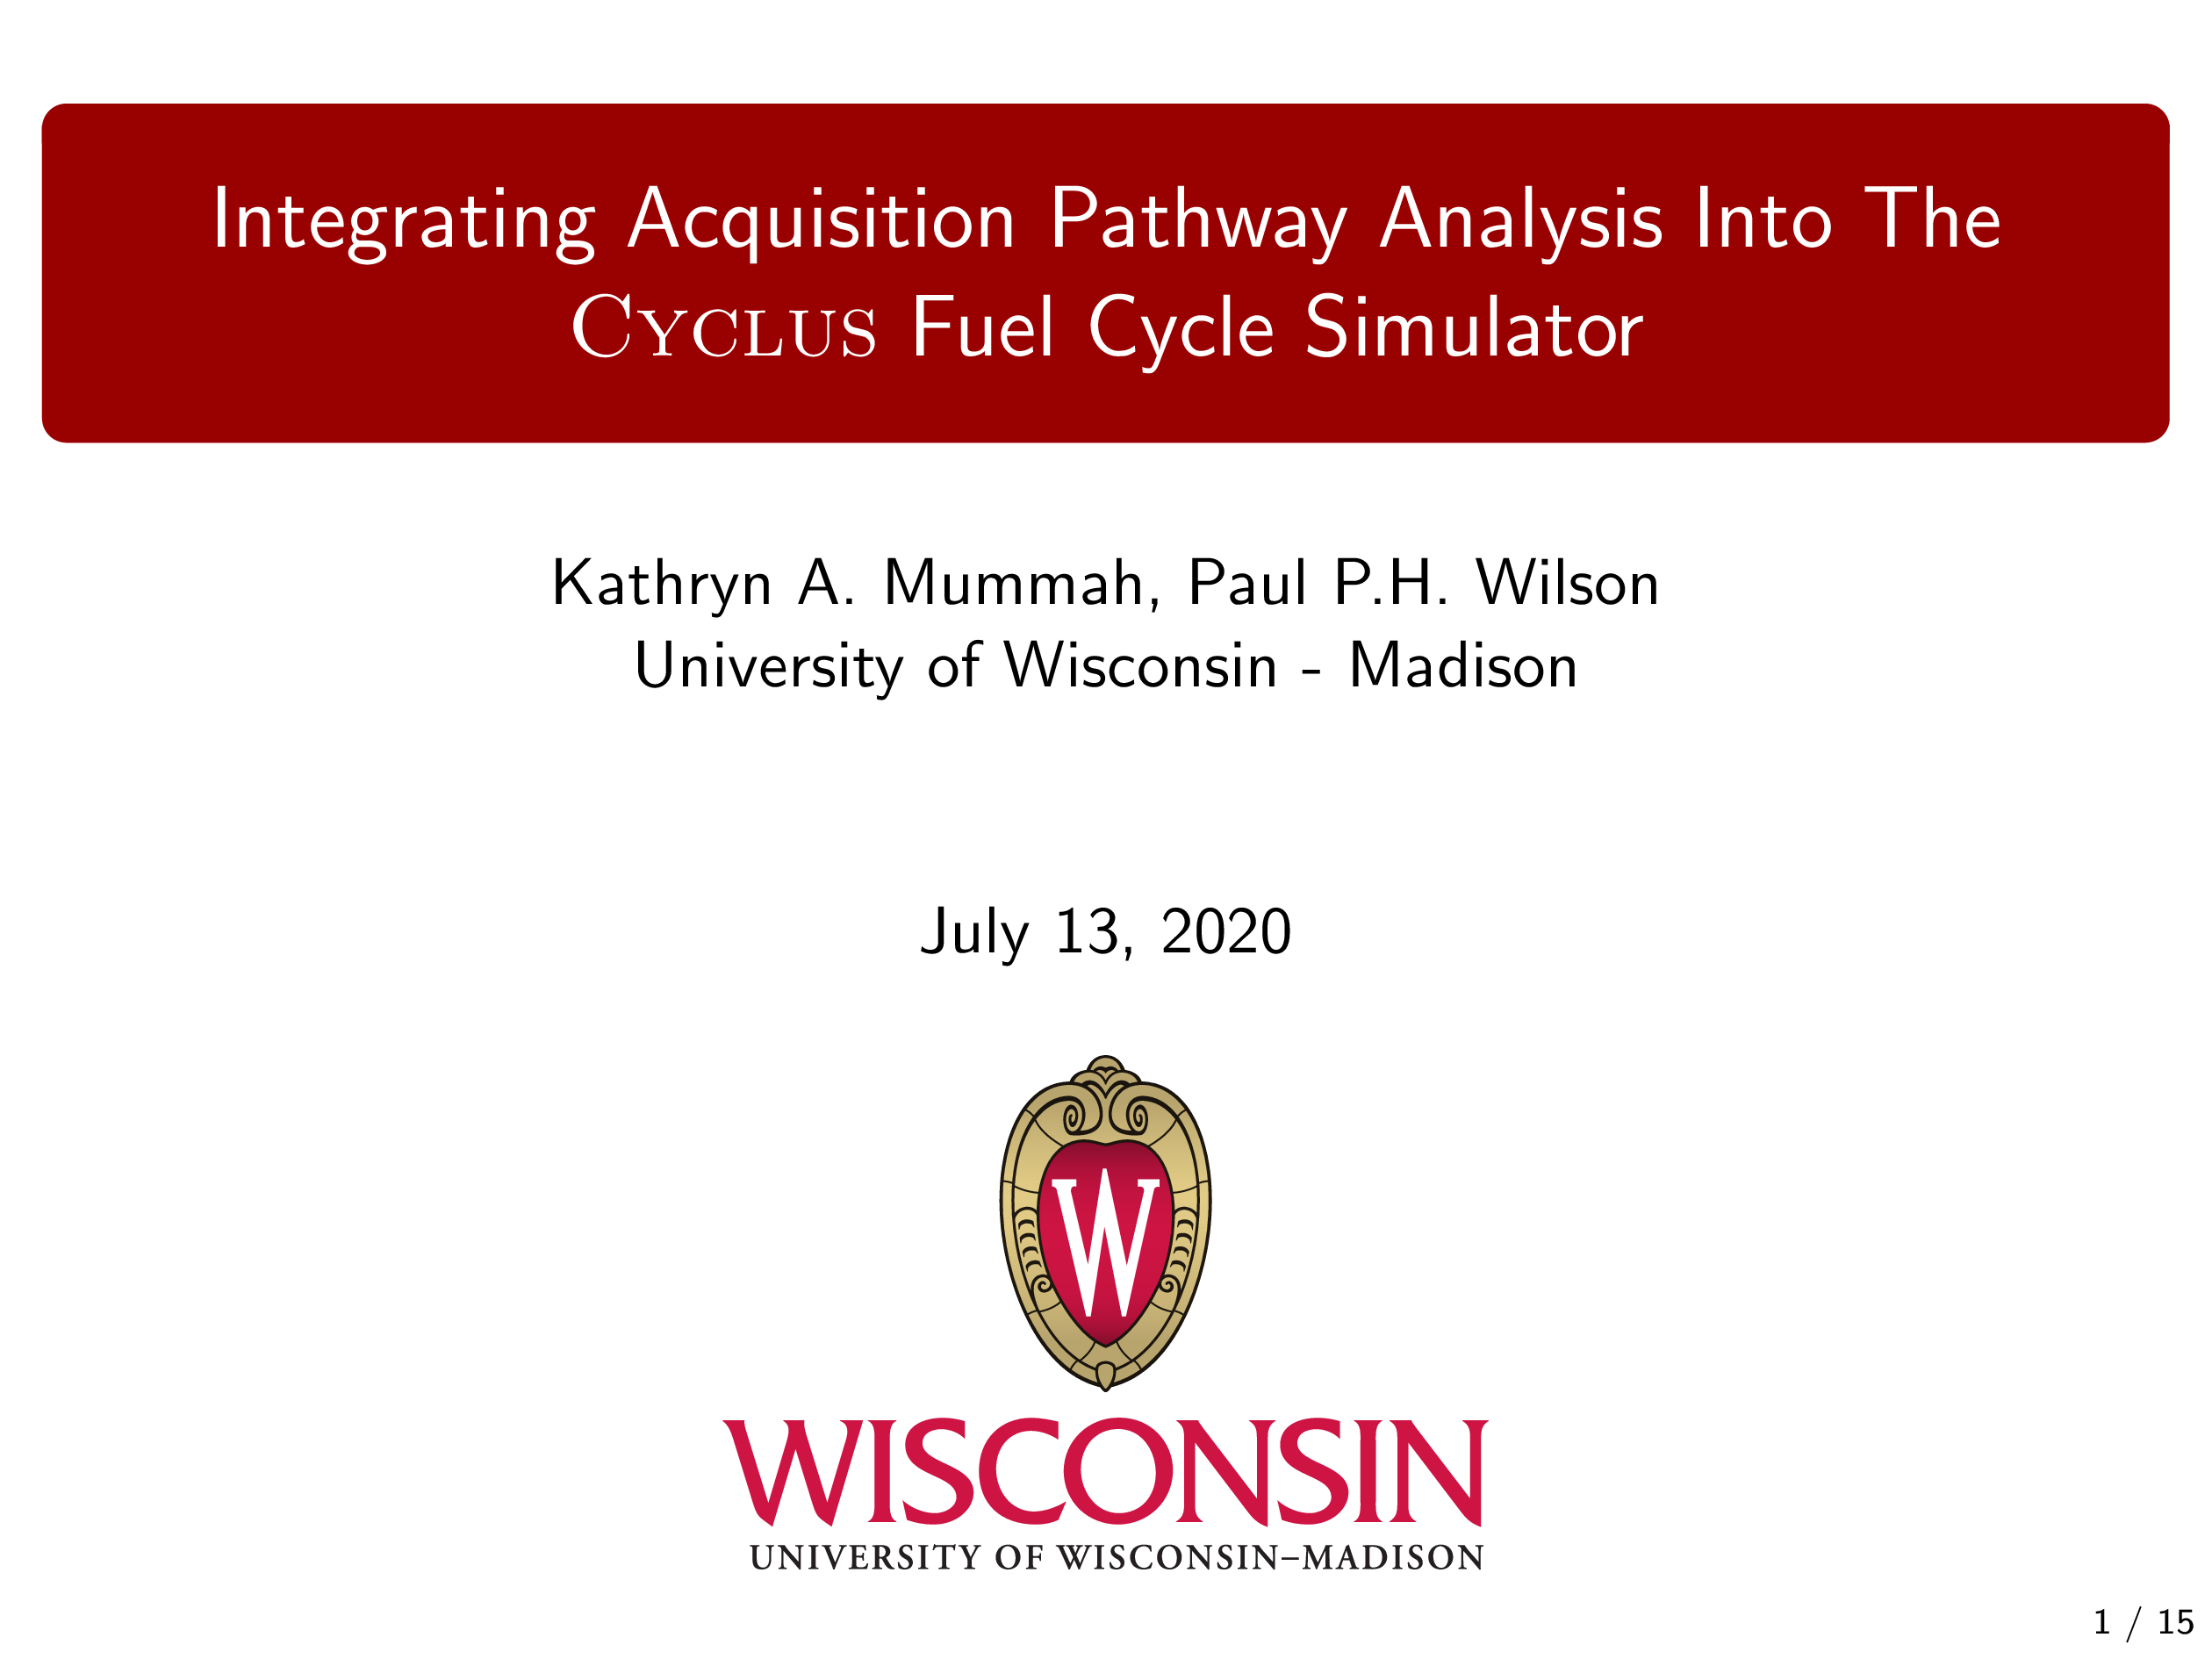 Integrating Acquisition Pathway Analysis Into The
Cyclus Fuel Cycle Simulator
Kathryn A. Mummah, Paul P.H. Wilson
University of Wisconsin - Madison
July 13, 2020
W
WISCONSIN
UNIVERSITY OF WISCONSIN–MADISON
1 / 15